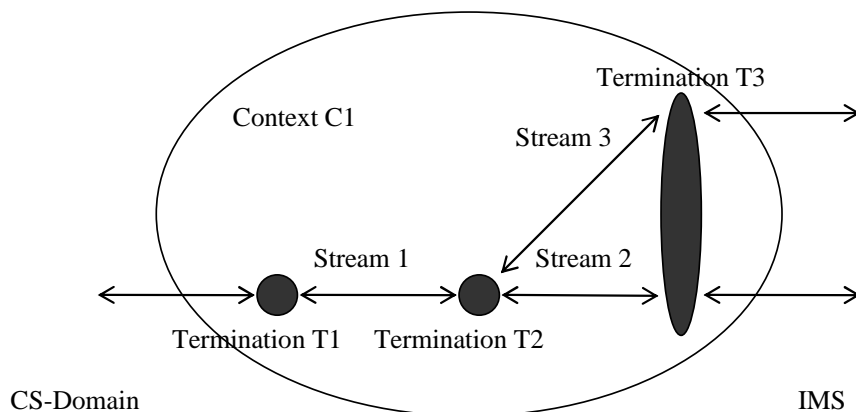 Termination T3
Context C1
Stream 3
Stream 1
Stream 2
Termination T1
Termination T2
CS-Domain
IMS